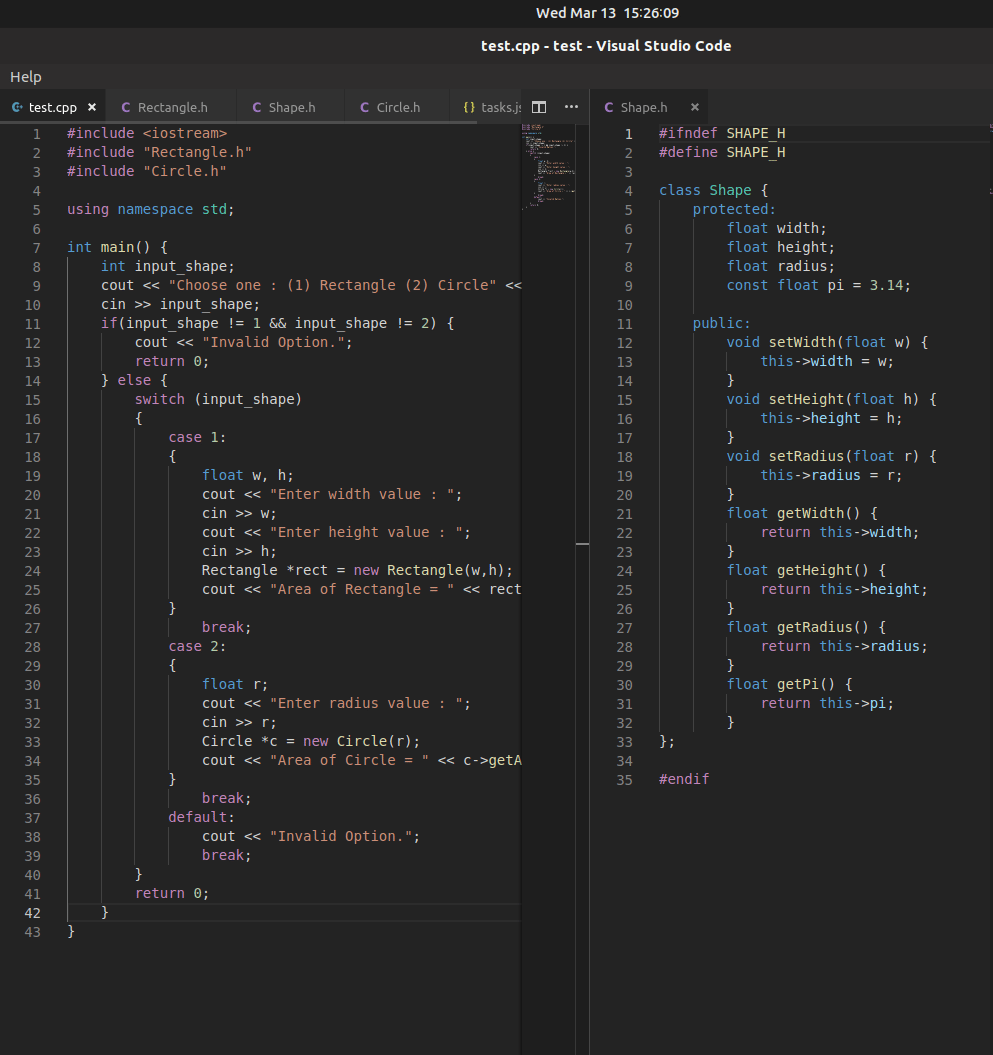 Wed Mar 13 15:26:09
test.cpp - test - Visual Studio Code
Help
test.cpp × Rectangle.h Shape.h Circle.h {} tasks.js ···
1 #include <iostream>
2 #include "Rectangle.h"
3 #include "Circle.h"
4
5 using namespace std;
6
7 int main() {
8 int input_shape;
9 cout << "Choose one : (1) Rectangle (2) Circle" <<
10 cin >> input_shape;
11 if(input_shape != 1 && input_shape != 2) {
12 cout << "Invalid Option.";
13 return 0;
14 } else {
15 switch (input_shape)
16 {
17 case 1:
18 {
19 float w, h;
20 cout << "Enter width value : ";
21 cin >> w;
22 cout << "Enter height value : ";
23 cin >> h;
24 Rectangle *rect = new Rectangle(w,h);
25 cout << "Area of Rectangle = " << rect
26 }
27 break;
28 case 2:
29 {
30 float r;
31 cout << "Enter radius value : ";
32 cin >> r;
33 Circle *c = new Circle(r);
34 cout << "Area of Circle = " << c->getA
35 }
36 break;
37 default:
38 cout << "Invalid Option.";
39 break;
40 }
41 return 0;
42 }
43 }
C Shape.h ×
1 #ifndef SHAPE_H
2 #define SHAPE_H
3
4 class Shape {
5 protected:
6 float width;
7 float height;
8 float radius;
9 const float pi = 3.14;
10
11 public:
12 void setWidth(float w) {
13 this->width = w;
14 }
15 void setHeight(float h) {
16 this->height = h;
17 }
18 void setRadius(float r) {
19 this->radius = r;
20 }
21 float getWidth() {
22 return this->width;
23 }
24 float getHeight() {
25 return this->height;
26 }
27 float getRadius() {
28 return this->radius;
29 }
30 float getPi() {
31 return this->pi;
32 }
33 };
34
35 #endif